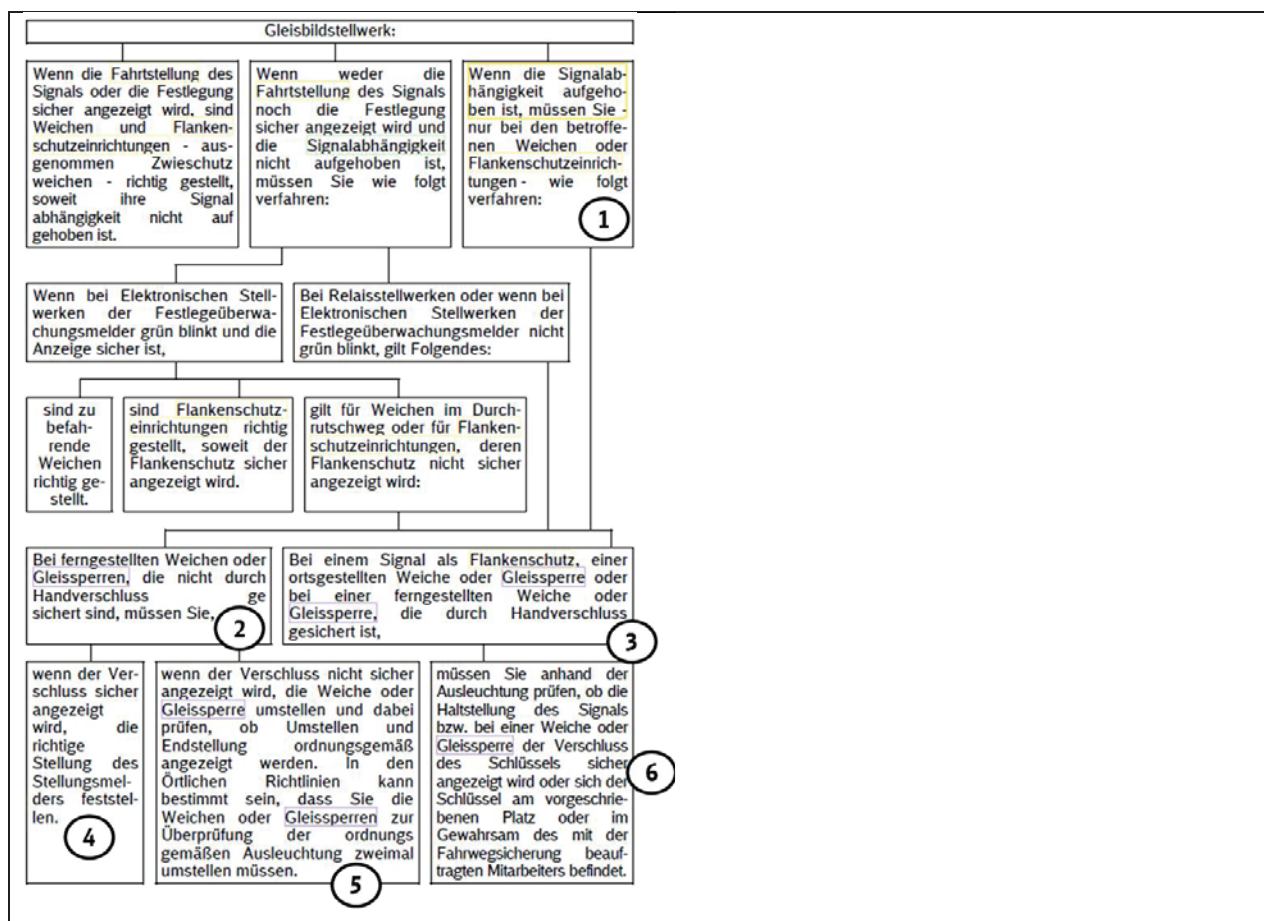 Gleisbildstellwerk:
Wenn die Fahrtstellung des
Signals oder die Festlegung
sicher angezeigt wird, sind
Weichen und Flanken-
schutzeinrichtungen - aus-
genommen Zwieschutz
weichen - richtig gestellt,
soweit ihre Signal
abhängigkeit nicht auf
gehoben ist.
Wenn weder die
Fahrtstellung des Signals
noch die Festlegung
sicher angezeigt wird und
die Signalabhängigkeit
nicht aufgehoben ist,
müssen Sie wie folgt
verfahren:
Wenn die Signalab-
hängigkeit aufgeho-
ben ist, müssen Sie -
nur bei den betroffe-
nen Weichen oder
Flankenschutzeinrich-
tungen - wie folgt
verfahren:
1
Wenn bei Elektronischen Stell-
werken der Festlegeüberwa-
chungsmelder grün blinkt und die
Anzeige sicher ist,
Bei Relaisstellwerken oder wenn bei
Elektronischen Stellwerken der
Festlegeüberwachungsmelder nicht
grün blinkt, gilt Folgendes:
sind zu
befah-
rende
Weichen
richtig ge-
stellt.
sind Flankenschutz-
einrichtungen richtig
gestellt, soweit der
Flankenschutz sicher
angezeigt wird.
gilt für Weichen im Durch-
rutschweg oder für Flanken-
schutzeinrichtungen, deren
Flankenschutz nicht sicher
angezeigt wird:
Bei ferngestellten Weichen oder
Gleissperren, die nicht durch
Handverschluss ge
sichert sind, müssen Sie,
2
Bei einem Signal als Flankenschutz, einer
ortsgestellten Weiche oder Gleissperre oder
bei einer ferngestellten Weiche oder
Gleissperre, die durch Handverschluss
gesichert ist,
3
wenn der Ver-
schluss sicher
angezeigt
wird, die
richtige
Stellung des
Stellungsmel-
ders feststel-
len.
4
wenn der Verschluss nicht sicher
angezeigt wird, die Weiche oder
Gleissperre umstellen und dabei
prüfen, ob Umstellen und
Endstellung ordnungsgemäß
angezeigt werden. In den
Örtlichen Richtlinien kann
bestimmt sein, dass Sie die
Weichen oder Gleissperren zur
Überprüfung der ordnungs
gemäßen Ausleuchtung zweimal
umstellen müssen.
5
müssen Sie anhand der
Ausleuchtung prüfen, ob die
Haltstellung des Signals
bzw. bei einer Weiche oder
Gleissperre der Verschluss
des Schlüssels sicher
angezeigt wird oder sich der
Schlüssel am vorgeschrie-
benen Platz oder im
Gewahrsam des mit der
Fahrwegsicherung beauf-
tragten Mitarbeiters befindet.
6